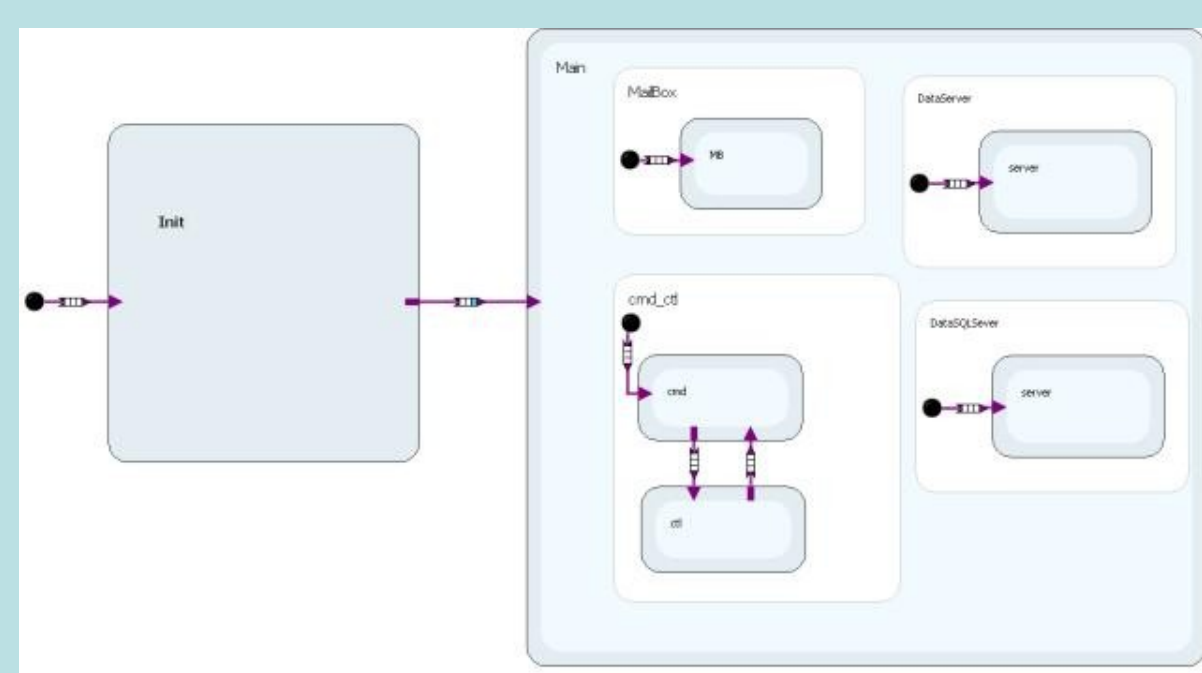 Init
Main
MailBox
MB
DataServer
server
cmd_ctl
cmd
ctl
DataSQLSever
server